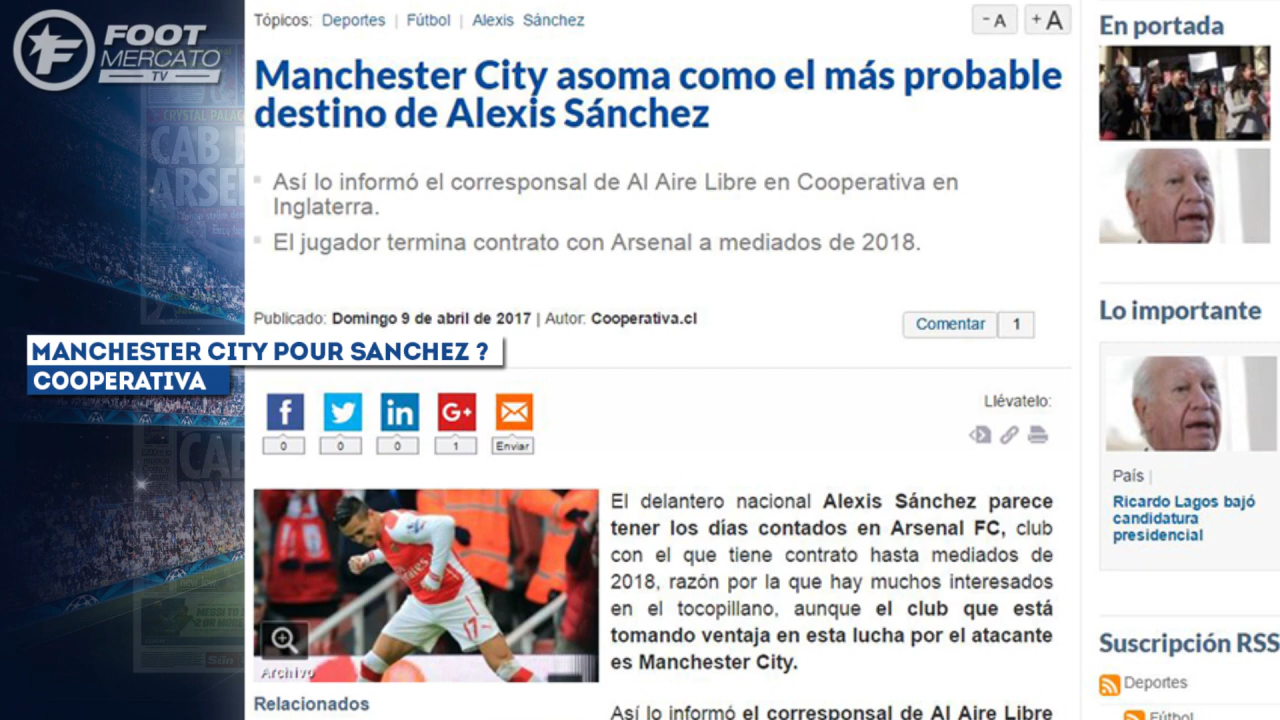 FOOT
MERCATO
TV
CRYSTAL PALAC
CAB
ARSE
Tópicos: Deportes | Fútbol | Alexis Sánchez
- A
+ A
Manchester City asoma como el más probable
destino de Alexis Sánchez
Así lo informó el corresponsal de Al Aire Libre en Cooperativa en
Inglaterra.
El jugador termina contrato con Arsenal a mediados de 2018.
Publicado: Domingo 9 de abril de 2017 | Autor: Cooperativa.cl
Comentar 1
MANCHESTER CITY POUR SANCHEZ ?
COOPERATIVA
f
in
G+
0
0
0
1
Enviar
Llévatelo:
Archivo
Relacionados
El delantero nacional Alexis Sánchez parece
tener los días contados en Arsenal FC, club
con el que tiene contrato hasta mediados de
2018, razón por la que hay muchos interesados
en el tocopillano, aunque el club que está
tomando ventaja en esta lucha por el atacante
es Manchester City.
Así lo informó el corresponsal de Al Aire Libre
En portada
Lo importante
País |
Ricardo Lagos bajó
candidatura
presidencial
Suscripción RSS
Deportes
Fútbol